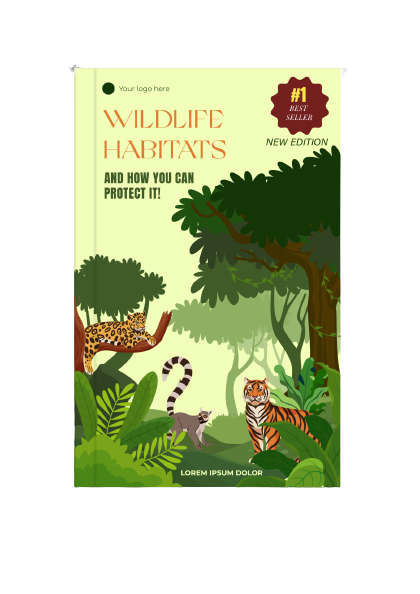 Your logo here
#1
BEST
SELLER
WILDLIFE
HABITATS
NEW EDITION
AND HOW YOU CAN
PROTECT IT!
LOREM IPSUM DOLOR